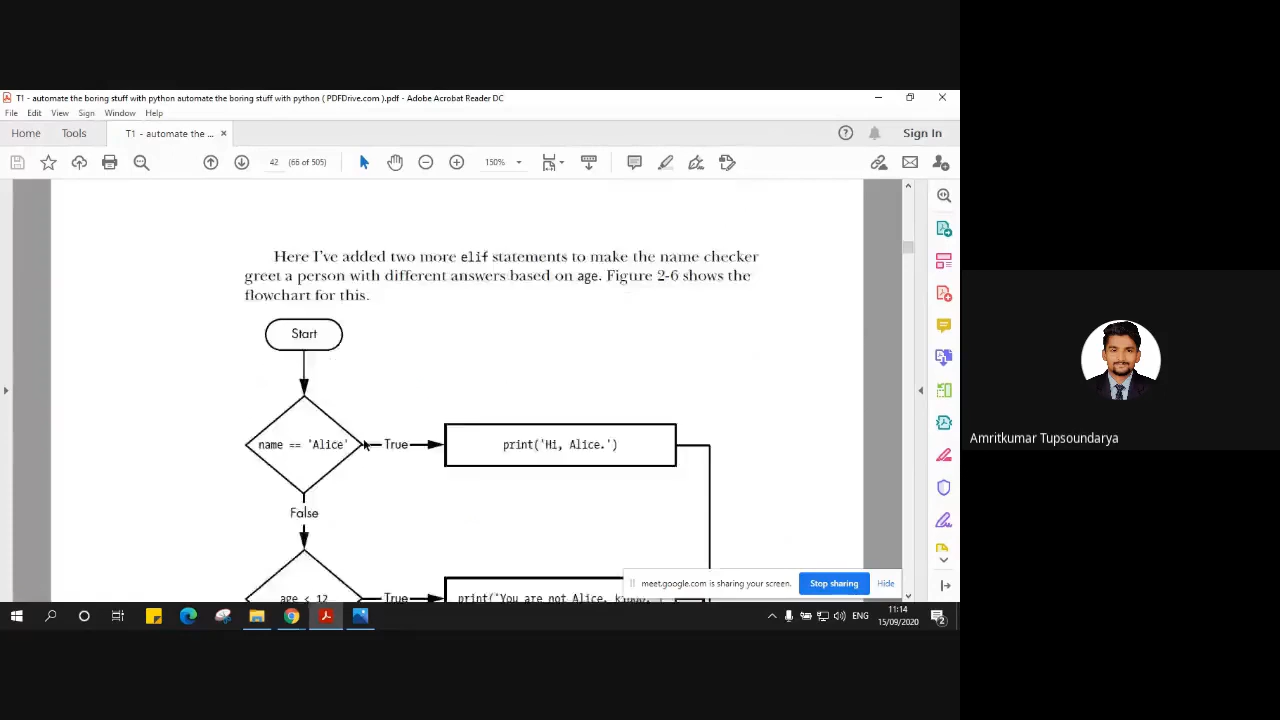 T1 - automate the boring stuff with python automate the boring stuff with python ( PDFDrive.com ).pdf - Adobe Acrobat Reader DC
File Edit View Sign Window Help
Home Tools T1 - automate the ... × Sign In
42 (66 of 505) 150%
Here I've added two more elif statements to make the name checker
greet a person with different answers based on age. Figure 2-6 shows the
flowchart for this.
Start
name == 'Alice' True print('Hi, Alice.')
False
age < 12 True print('You are not Alice, kiddo.'
meet.google.com is sharing your screen. Stop sharing Hide
Amritkumar Tupsoundarya
ENG 11:14
15/09/2020 2